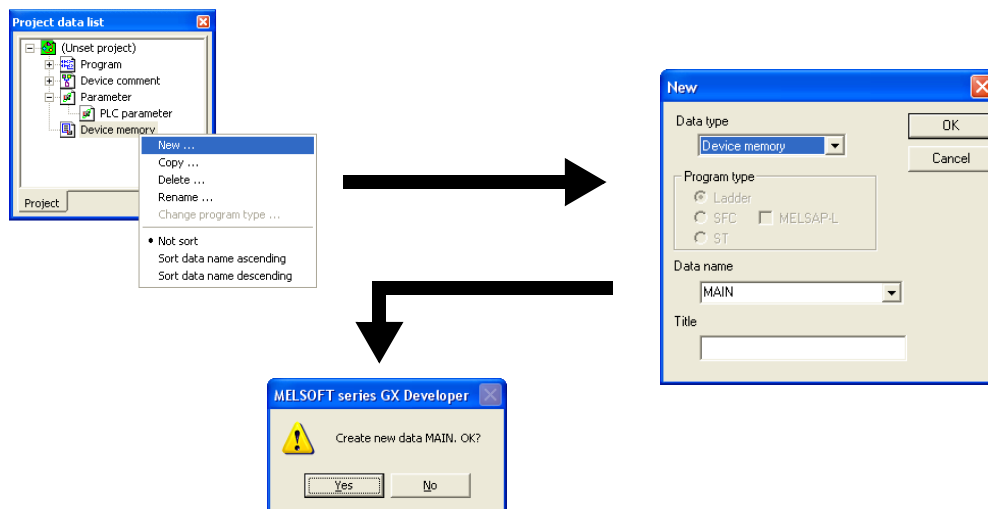 Project data list
(Unset project)
Program
Device comment
Parameter
PLC parameter
Device memory
New ...
Copy ...
Delete ...
Rename ...
Change program type ...
Not sort
Sort data name ascending
Sort data name descending
Project
New
Data type
Device memory
OK
Cancel
Program type
Ladder
SFC MELSAP-L
ST
Data name
MAIN
Title
MELSOFT series GX Developer
Create new data MAIN. OK?
Yes No